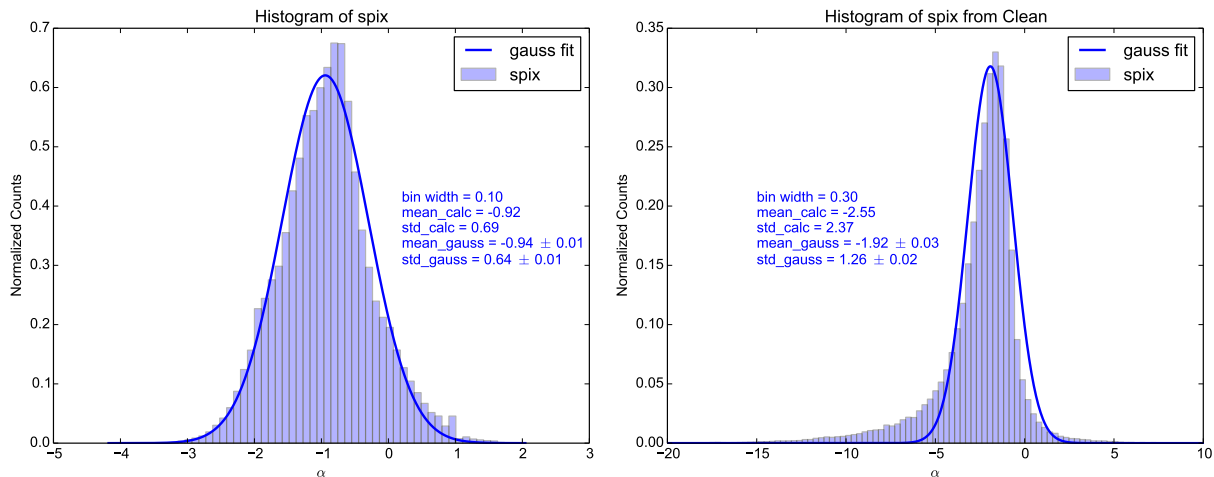 Histogram of spix
0.7
0.6
0.5
0.4
0.3
0.2
0.1
0.0
Normalized Counts
gauss fit
spix
bin width = 0.10
mean_calc = -0.92
std_calc = 0.69
mean_gauss = -0.94 ± 0.01
std_gauss = 0.64 ± 0.01
−5 −4 −3 −2 −1 0 1 2 3
α
Histogram of spix from Clean
0.35
0.30
0.25
0.20
0.15
0.10
0.05
0.00
Normalized Counts
gauss fit
spix
bin width = 0.30
mean_calc = -2.55
std_calc = 2.37
mean_gauss = -1.92 ± 0.03
std_gauss = 1.26 ± 0.02
−20 −15 −10 −5 0 5 10
α